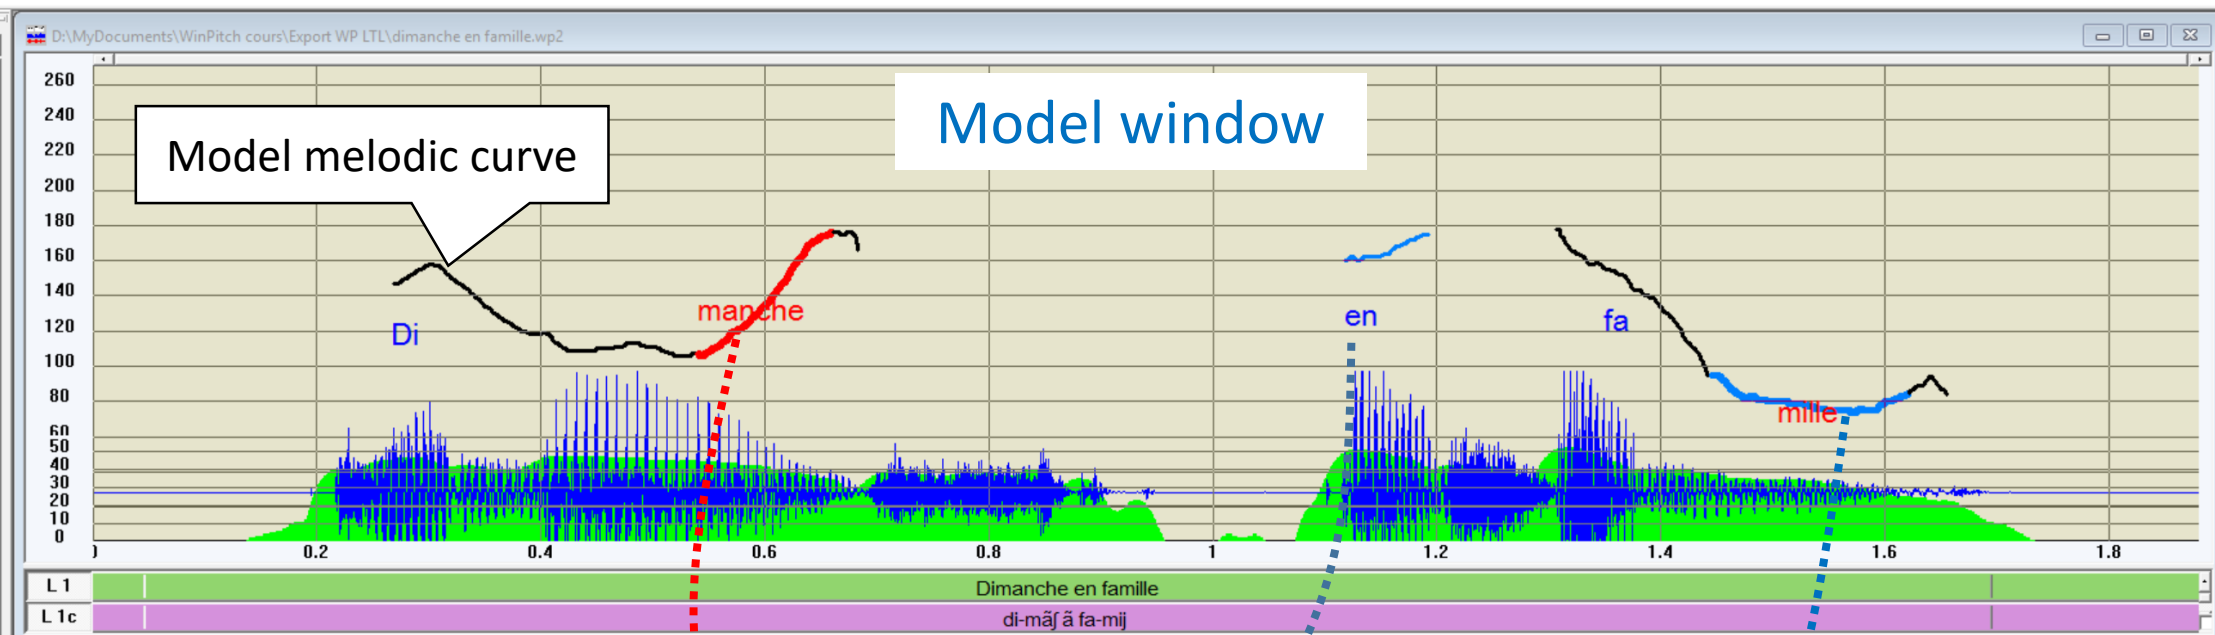 D:\MyDocuments\WinPitch cours\Export WP LTL\dimanche en famille.wp2
260
240
220
200
180
160
140
120
100
80
60
50
40
30
20
10
0
Model window
Model melodic curve
Di
manche
en
fa
mille
0.2 0.4 0.6 0.8 1 1.2 1.4 1.6 1.8
L 1 Dimanche en famille
L 1c di-mãʃ ã fa-mij